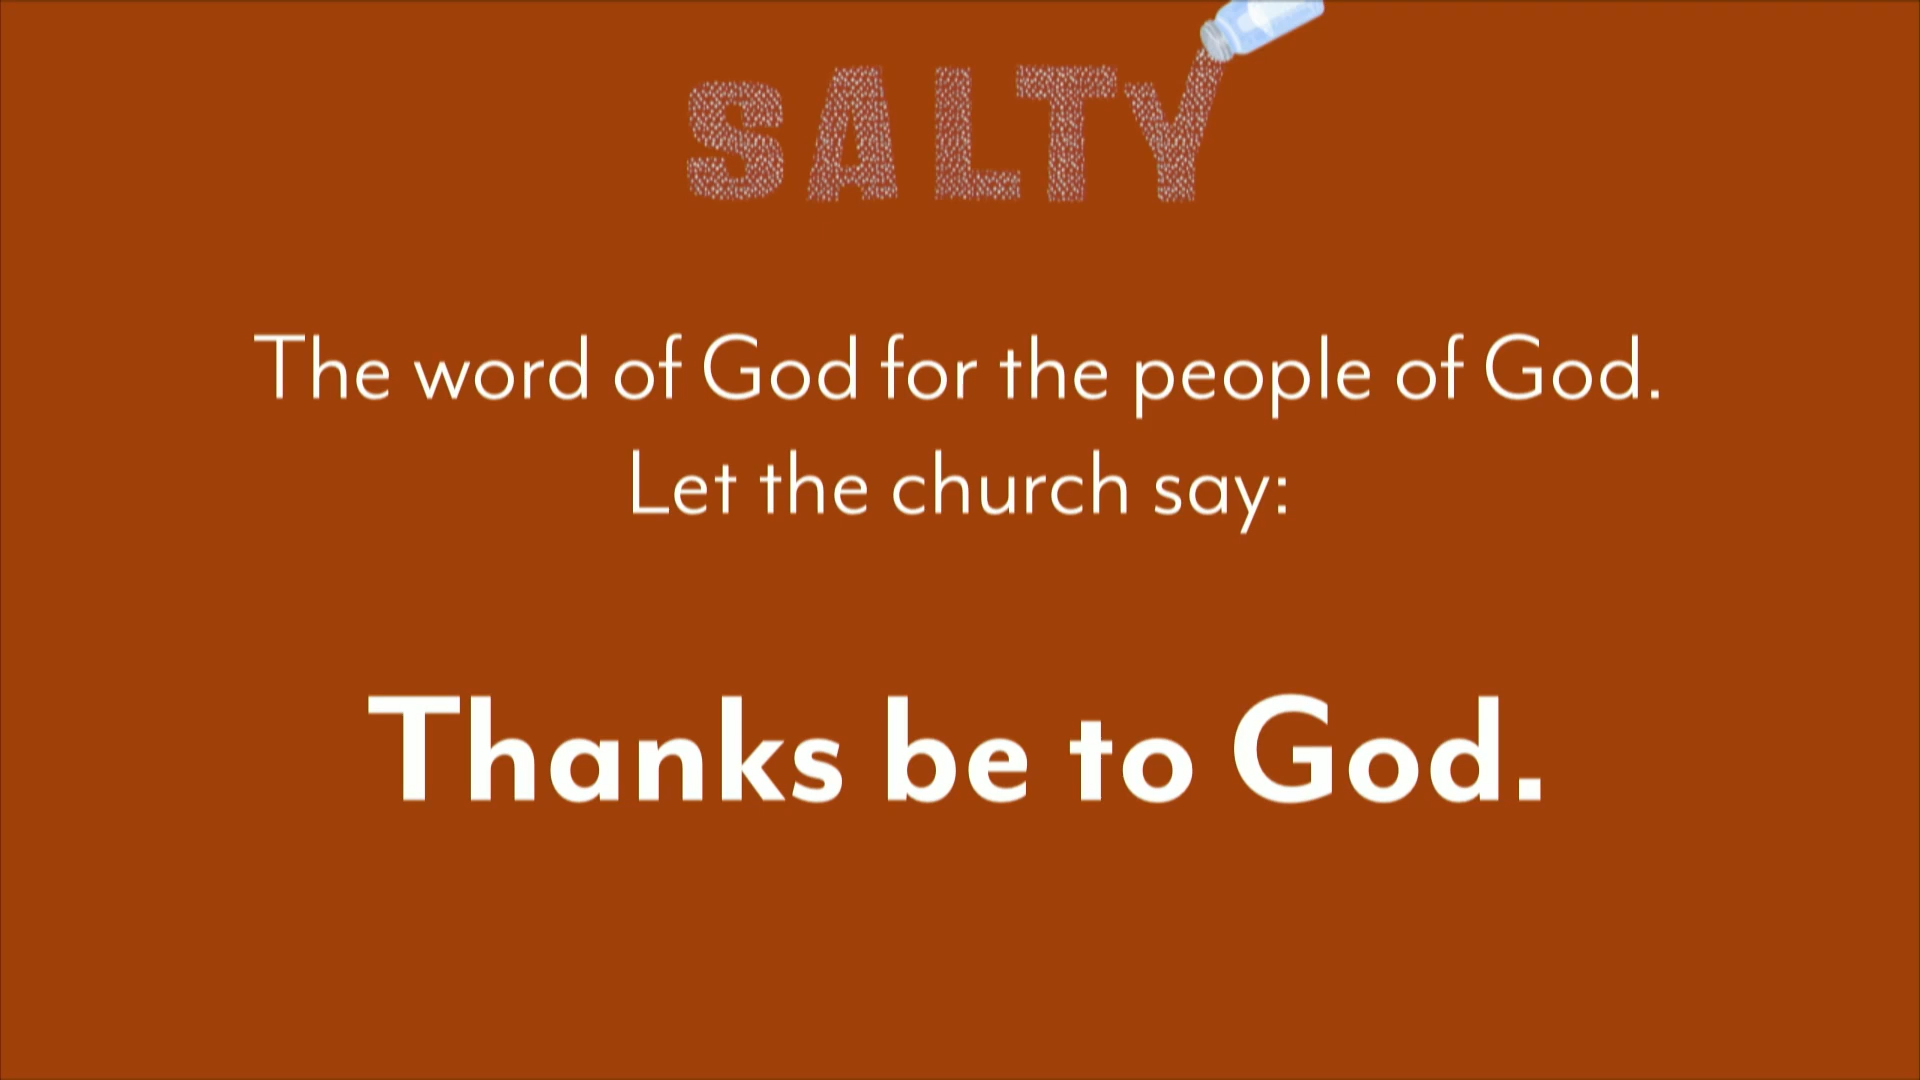 SALTY
The word of God for the people of God.
Let the church say:
Thanks be to God.